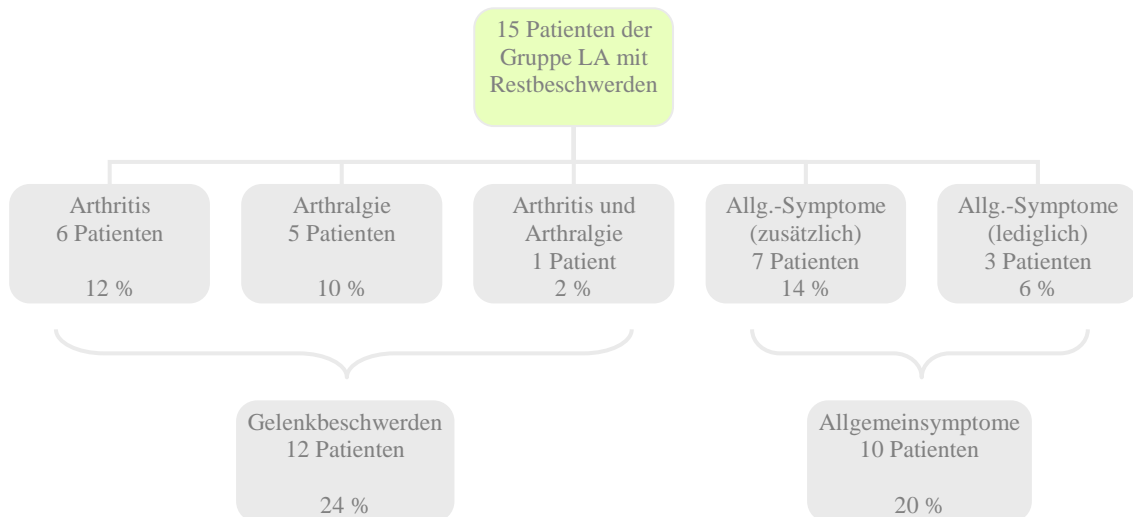 15 Patienten der
Gruppe LA mit
Restbeschwerden
Arthritis
6 Patienten
12 %
Arthralgie
5 Patienten
10 %
Arthritis und
Arthralgie
1 Patient
2 %
Allg.-Symptome
(zusätzlich)
7 Patienten
14 %
Allg.-Symptome
(lediglich)
3 Patienten
6 %
Gelenkbeschwerden
12 Patienten
24 %
Allgemeinsymptome
10 Patienten
20 %